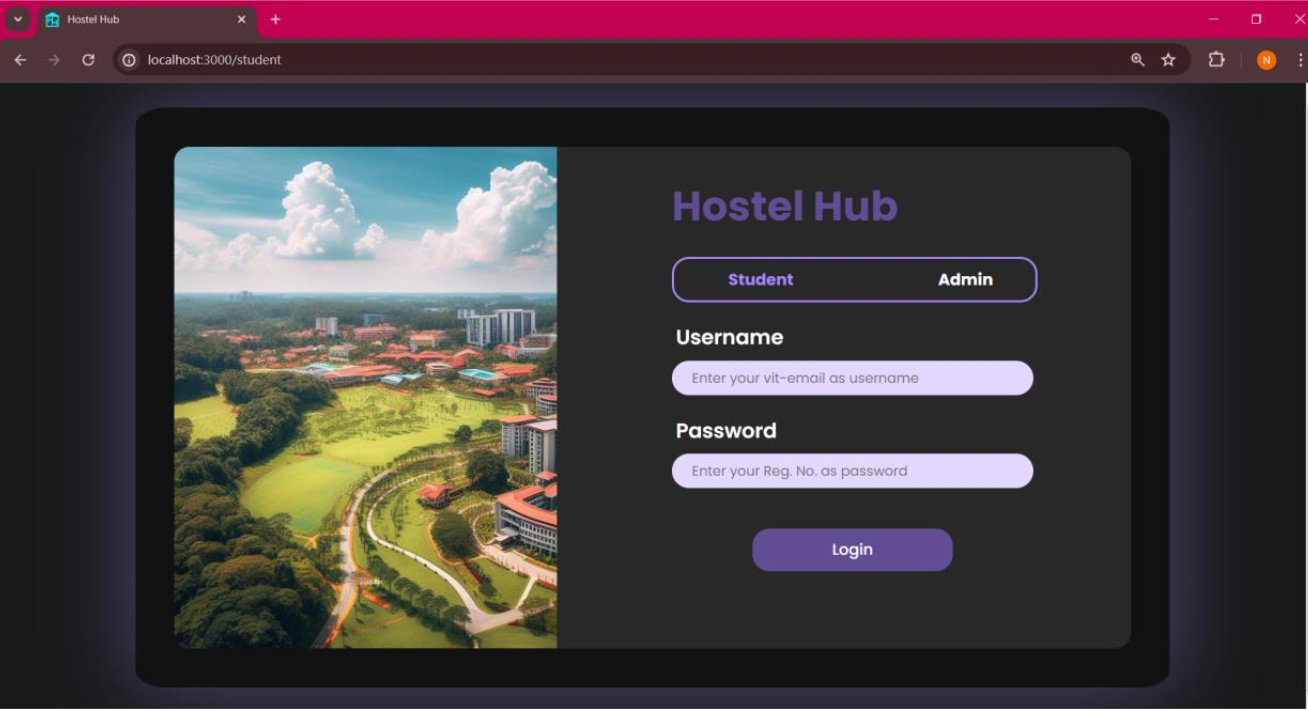 Hostel Hub
localhost:3000/student
N
Hostel Hub
Student Admin
Username
Enter your vit-email as username
Password
Enter your Reg. No. as password
Login